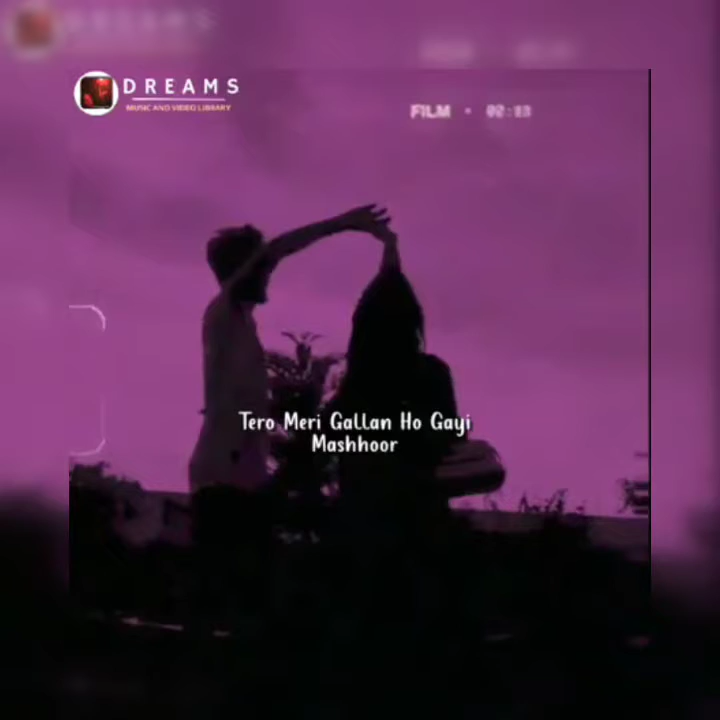 DREAMS
MUSIC AND VIDEO LIBRARY
FILM
Tero Meri Gallan Ho Gayi
Mashhoor